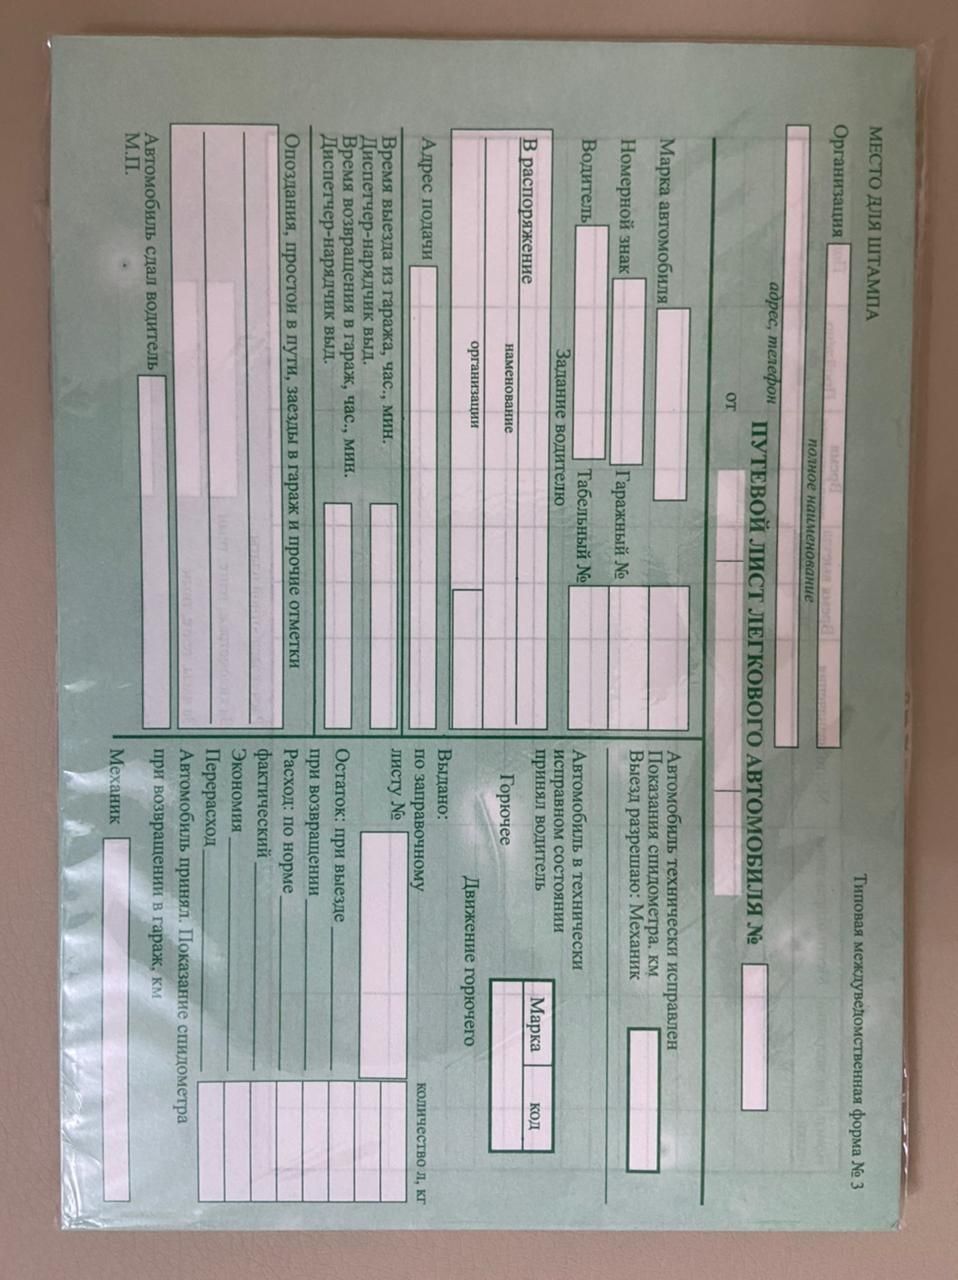 МЕСТО ДЛЯ ШТАМПА
Типовая междуведомственная форма № 3
Организация
полное наименование
адрес, телефон
ПУТЕВОЙ ЛИСТ ЛЕГКОВОГО АВТОМОБИЛЯ №
от
Марка автомобиля
Номерной знак
Гаражный №
Водитель
Табельный №
Задание водителю
В распоряжение
наменование
организации
Адрес подачи
Время выезда из гаража, час., мин.
Диспетчер-нарядчик выд.
Время возвращения в гараж, час., мин.
Диспетчер-нарядчик выд.
Опоздания, простои в пути, заезды в гараж и прочие отметки
Автомобиль сдал водитель
М.П.
Автомобиль технически исправлен
Показания спидометра, км
Выезд разрешаю: Механик
Автомобиль в технически
исправном состоянии
принял водитель
Горючее
Марка
код
Движение горючего
Выдано:
количество л, кг
по заправочному
листу №
Остаток: при выезде
при возвращении
Расход: по норме
фактический
Экономия
Перерасход
Автомобиль принял. Показание спидометра
при возвращении в гараж, км
Механик